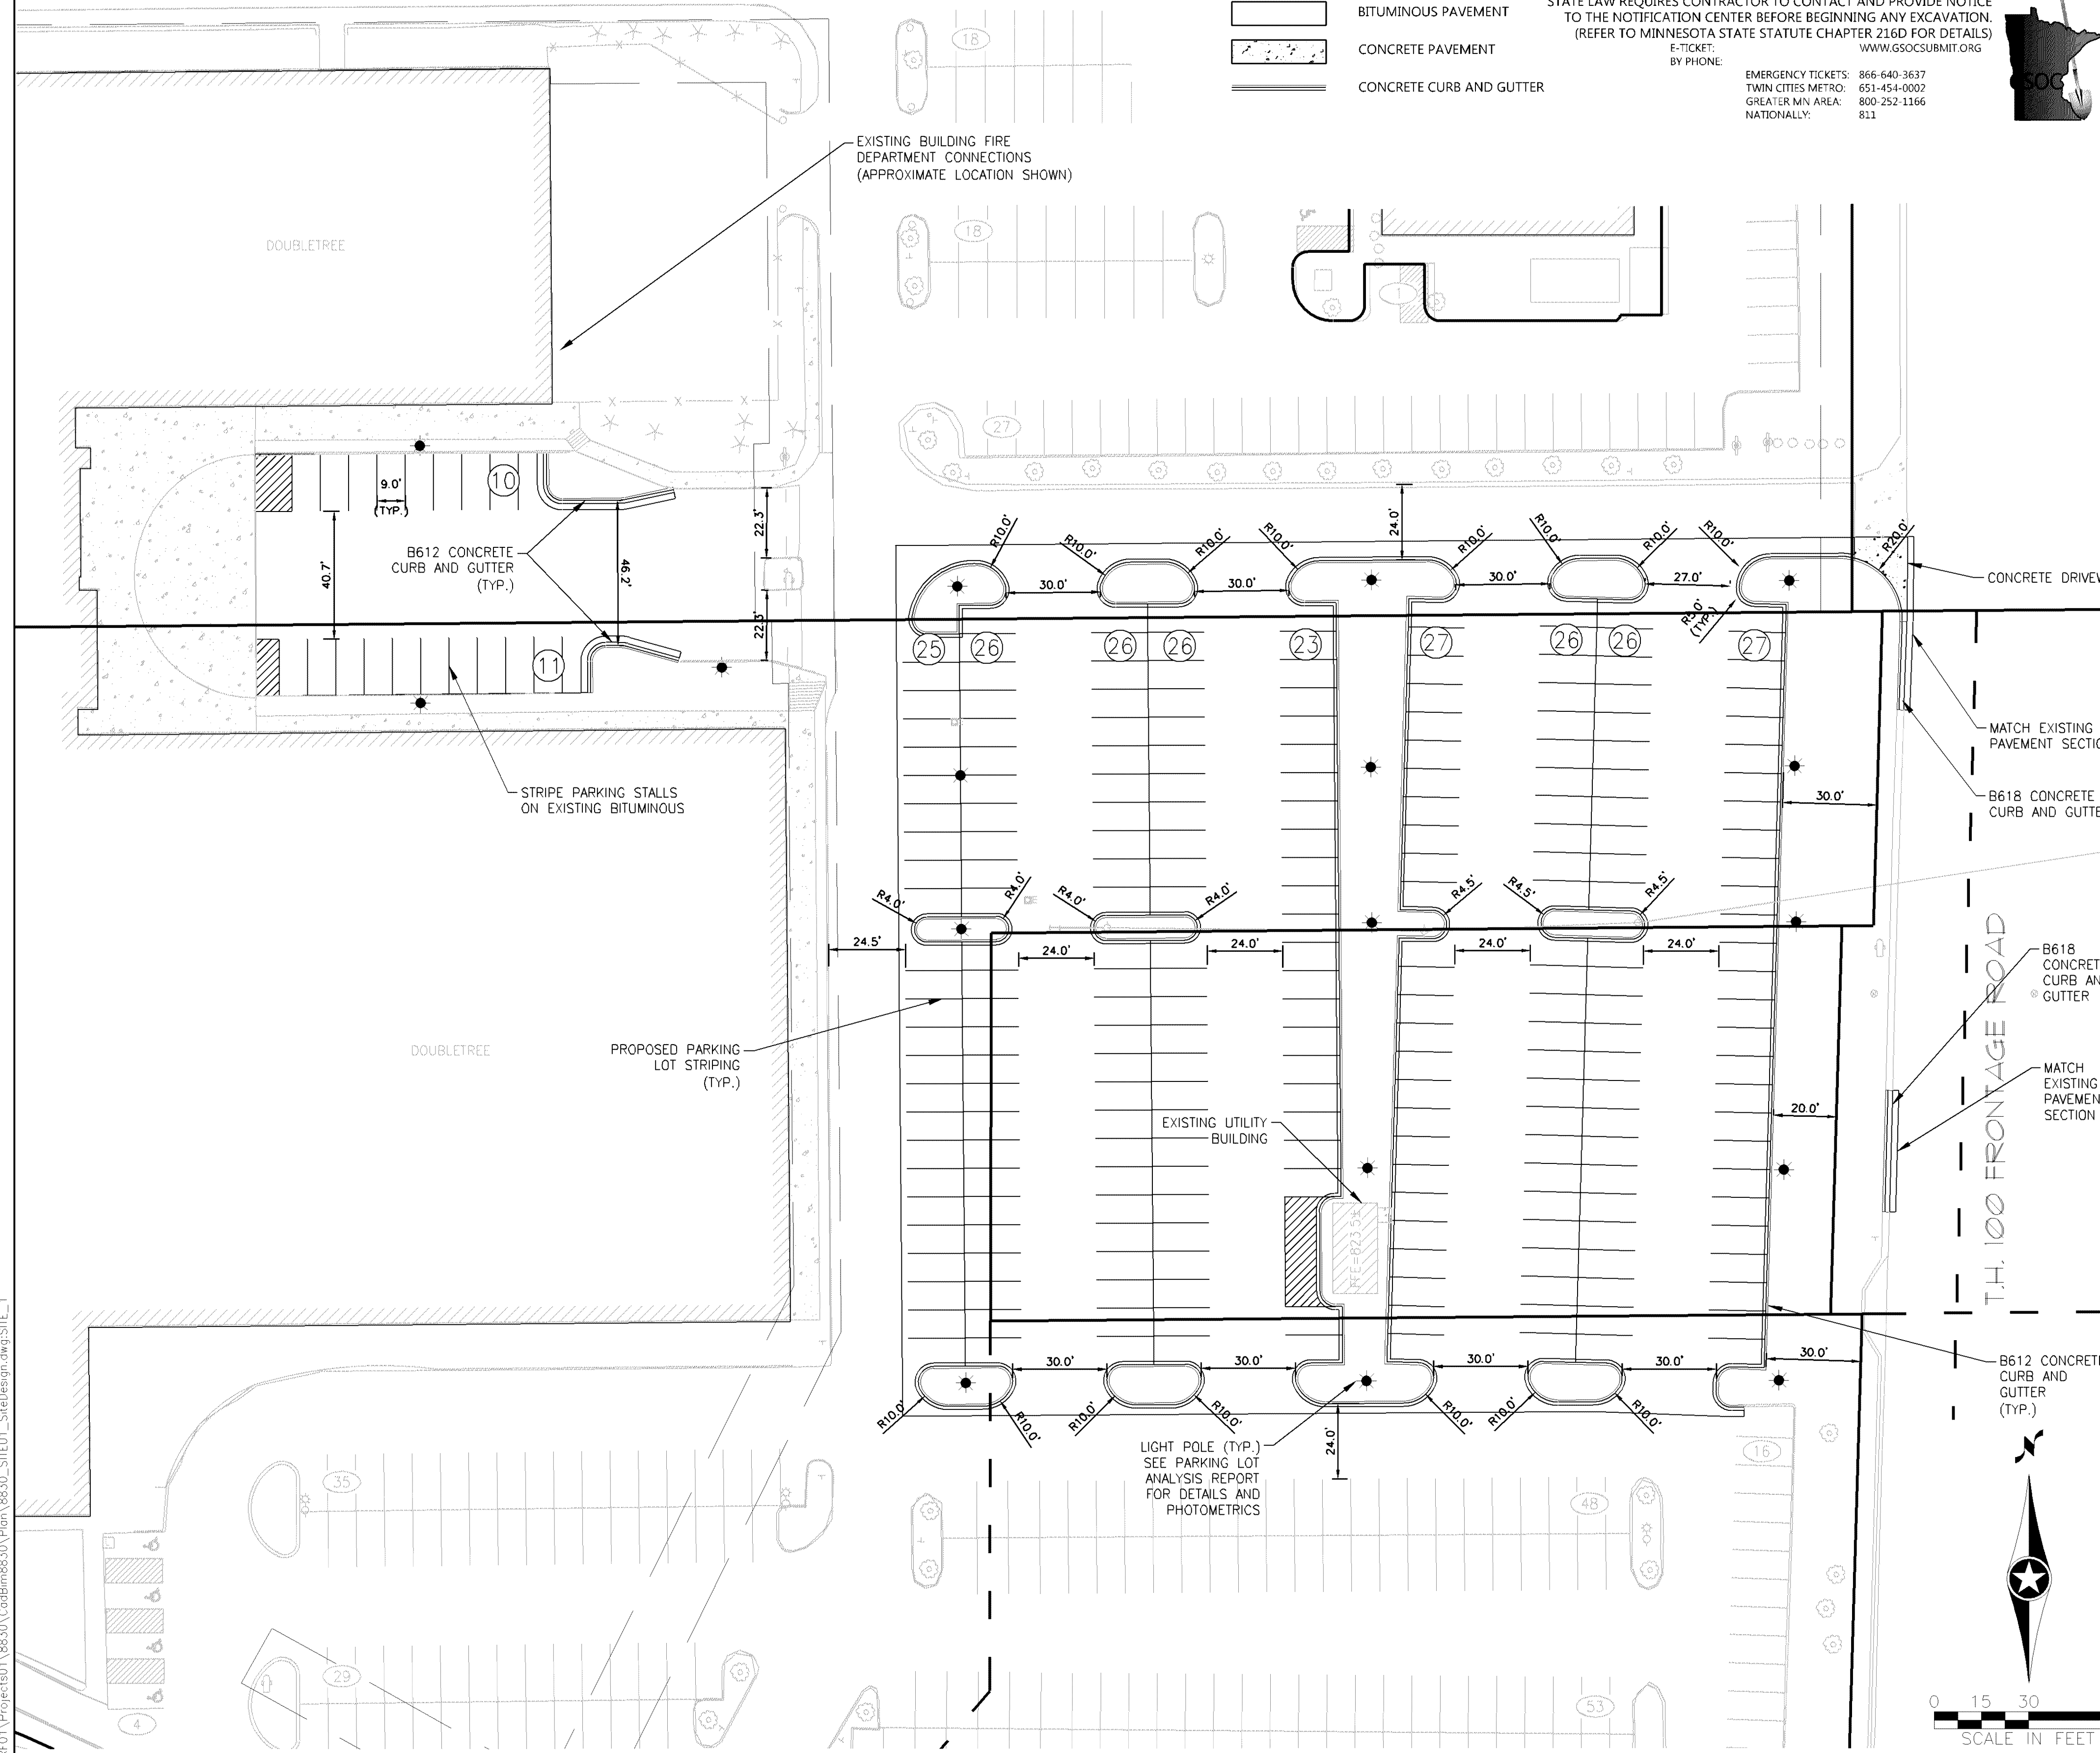 BITUMINOUS PAVEMENT
CONCRETE PAVEMENT
CONCRETE CURB AND GUTTER
STATE LAW REQUIRES CONTRACTOR TO CONTACT AND PROVIDE NOTICE
TO THE NOTIFICATION CENTER BEFORE BEGINNING ANY EXCAVATION.
(REFER TO MINNESOTA STATE STATUTE CHAPTER 216D FOR DETAILS)
E-TICKET: WWW.GSOCSUBMIT.ORG
BY PHONE:
EMERGENCY TICKETS: 866-640-3637
TWIN CITIES METRO: 651-454-0002
GREATER MN AREA: 800-252-1166
NATIONALLY: 811
GSOC
18
EXISTING BUILDING FIRE
DEPARTMENT CONNECTIONS
(APPROXIMATE LOCATION SHOWN)
DOUBLETREE
18
1
27
9.0'
(TYP.)
10
40.7'
B612 CONCRETE
CURB AND GUTTER
(TYP.)
46.2'
22.3'
22.3'
11
STRIPE PARKING STALLS
ON EXISTING BITUMINOUS
24.0'
R10.0'
R10.0'
R10.0'
R10.0'
R10.0'
R10.0'
R10.0'
R10.0'
R20.0'
30.0'
30.0'
30.0'
27.0'
R5.0'
(TYP.)
CONCRETE DRIVEW
25
26
26
26
23
27
26
26
27
MATCH EXISTING
PAVEMENT SECTIO
B618 CONCRETE
CURB AND GUTTE
30.0'
R4.0'
R4.0'
R4.0'
R4.0'
R4.5'
R4.5'
R4.5'
24.5'
24.0'
24.0'
24.0'
24.0'
B618
CONCRET
CURB AN
GUTTER
T.H. 100 FRONTAGE ROAD
DOUBLETREE
PROPOSED PARKING
LOT STRIPING
(TYP.)
MATCH
EXISTING
PAVEMEN
SECTION
20.0'
EXISTING UTILITY
BUILDING
30.0'
30.0'
30.0'
30.0'
30.0'
B612 CONCRETE
CURB AND
GUTTER
(TYP.)
R10.0'
R10.0'
R10.0'
R10.0'
R10.0'
R10.0'
R10.0'
24.0'
LIGHT POLE (TYP.)
SEE PARKING LOT
ANALYSIS REPORT
FOR DETAILS AND
PHOTOMETRICS
16
35
48
29
53
4
N
0 15 30
SCALE IN FEET